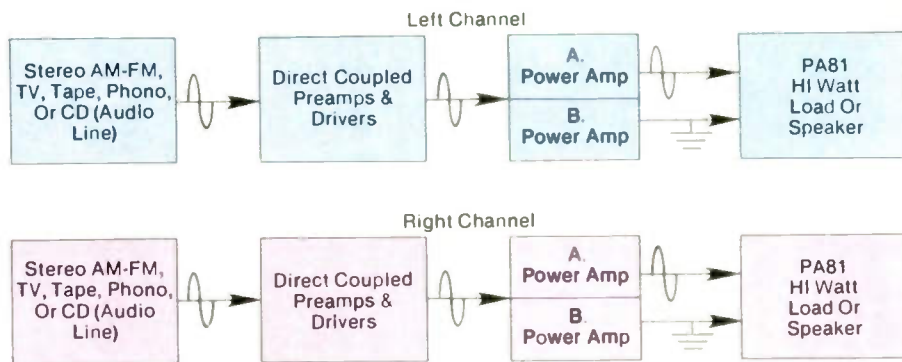 Left Channel
Stereo AM-FM,
TV, Tape, Phono,
Or CD (Audio
Line)
Direct Coupled
Preamps &
Drivers
A.
Power Amp
B.
Power Amp
PA81
HI Watt
Load Or
Speaker
Right Channel
Stereo AM-FM,
TV, Tape, Phono,
Or CD (Audio
Line)
Direct Coupled
Preamps &
Drivers
A.
Power Amp
B.
Power Amp
PA81
HI Watt
Load Or
Speaker